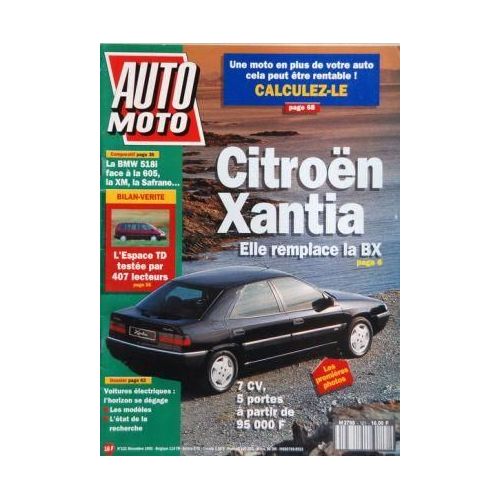 AUTO
MOTO
Une moto en plus de votre auto
cela peut être rentable !
CALCULEZ-LE
page 68
Comparatif page 36
La BMW 518i
face à la 605,
la XM, la Safrane...
BILAN-VERITE
L'Espace TD
testée par
407 lecteurs
Citroën
Xantia
Elle remplace la BX
page 6
Xantia
Les
premières
photos
7 CV,
5 portes
à partir de
95 000 F
Dossier page 62
Voitures électriques :
l'horizon se dégage
Les modèles
L'état de la
recherche